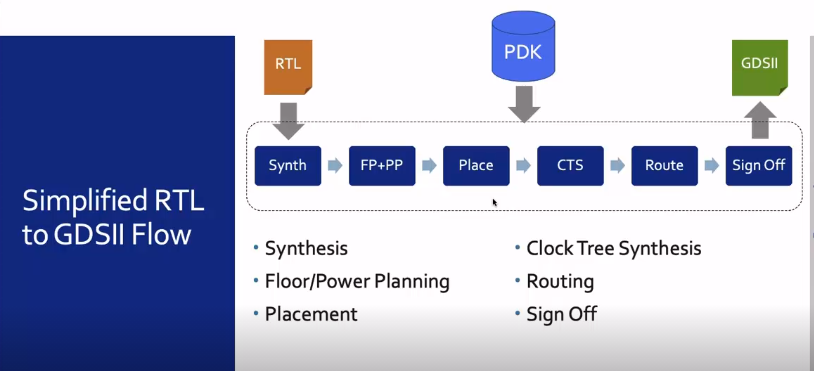 Simplified RTL
to GDSII Flow
RTL
PDK
GDSII
Synth
FP+PP
Place
CTS
Route
Sign Off
• Synthesis
• Floor/Power Planning
• Placement
• Clock Tree Synthesis
• Routing
• Sign Off